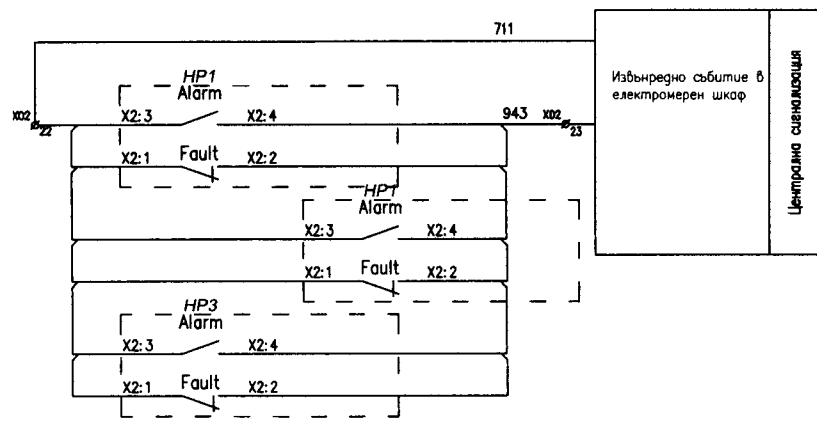 711
HP1
Alarm
X02
22
X2:3
X2:4
943
X02
23
X2:1
Fault
X2:2
Извънредно събитие в
електромерен шкаф
Централна сигнализация
HP1
Alarm
X2:3
X2:4
X2:1
Fault
X2:2
HP3
Alarm
X2:3
X2:4
X2:1
Fault
X2:2